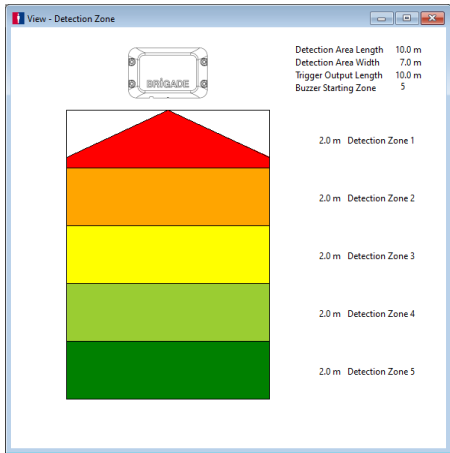 View - Detection Zone
BRIGADE
Detection Area Length 10.0 m
Detection Area Width 7.0 m
Trigger Output Length 10.0 m
Buzzer Starting Zone 5
2.0 m Detection Zone 1
2.0 m Detection Zone 2
2.0 m Detection Zone 3
2.0 m Detection Zone 4
2.0 m Detection Zone 5